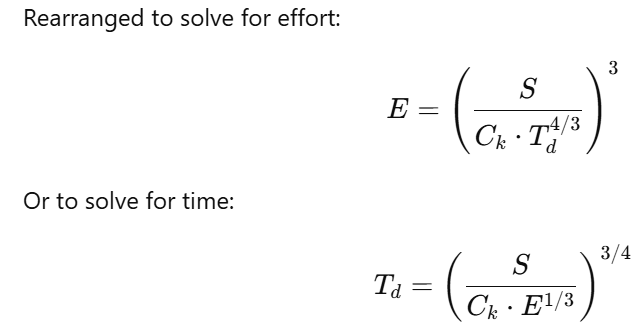 Rearranged to solve for effort:
E = ( S / ( C_k · T_d^{4/3} ) )^3
Or to solve for time:
T_d = ( S / ( C_k · E^{1/3} ) )^{3/4}